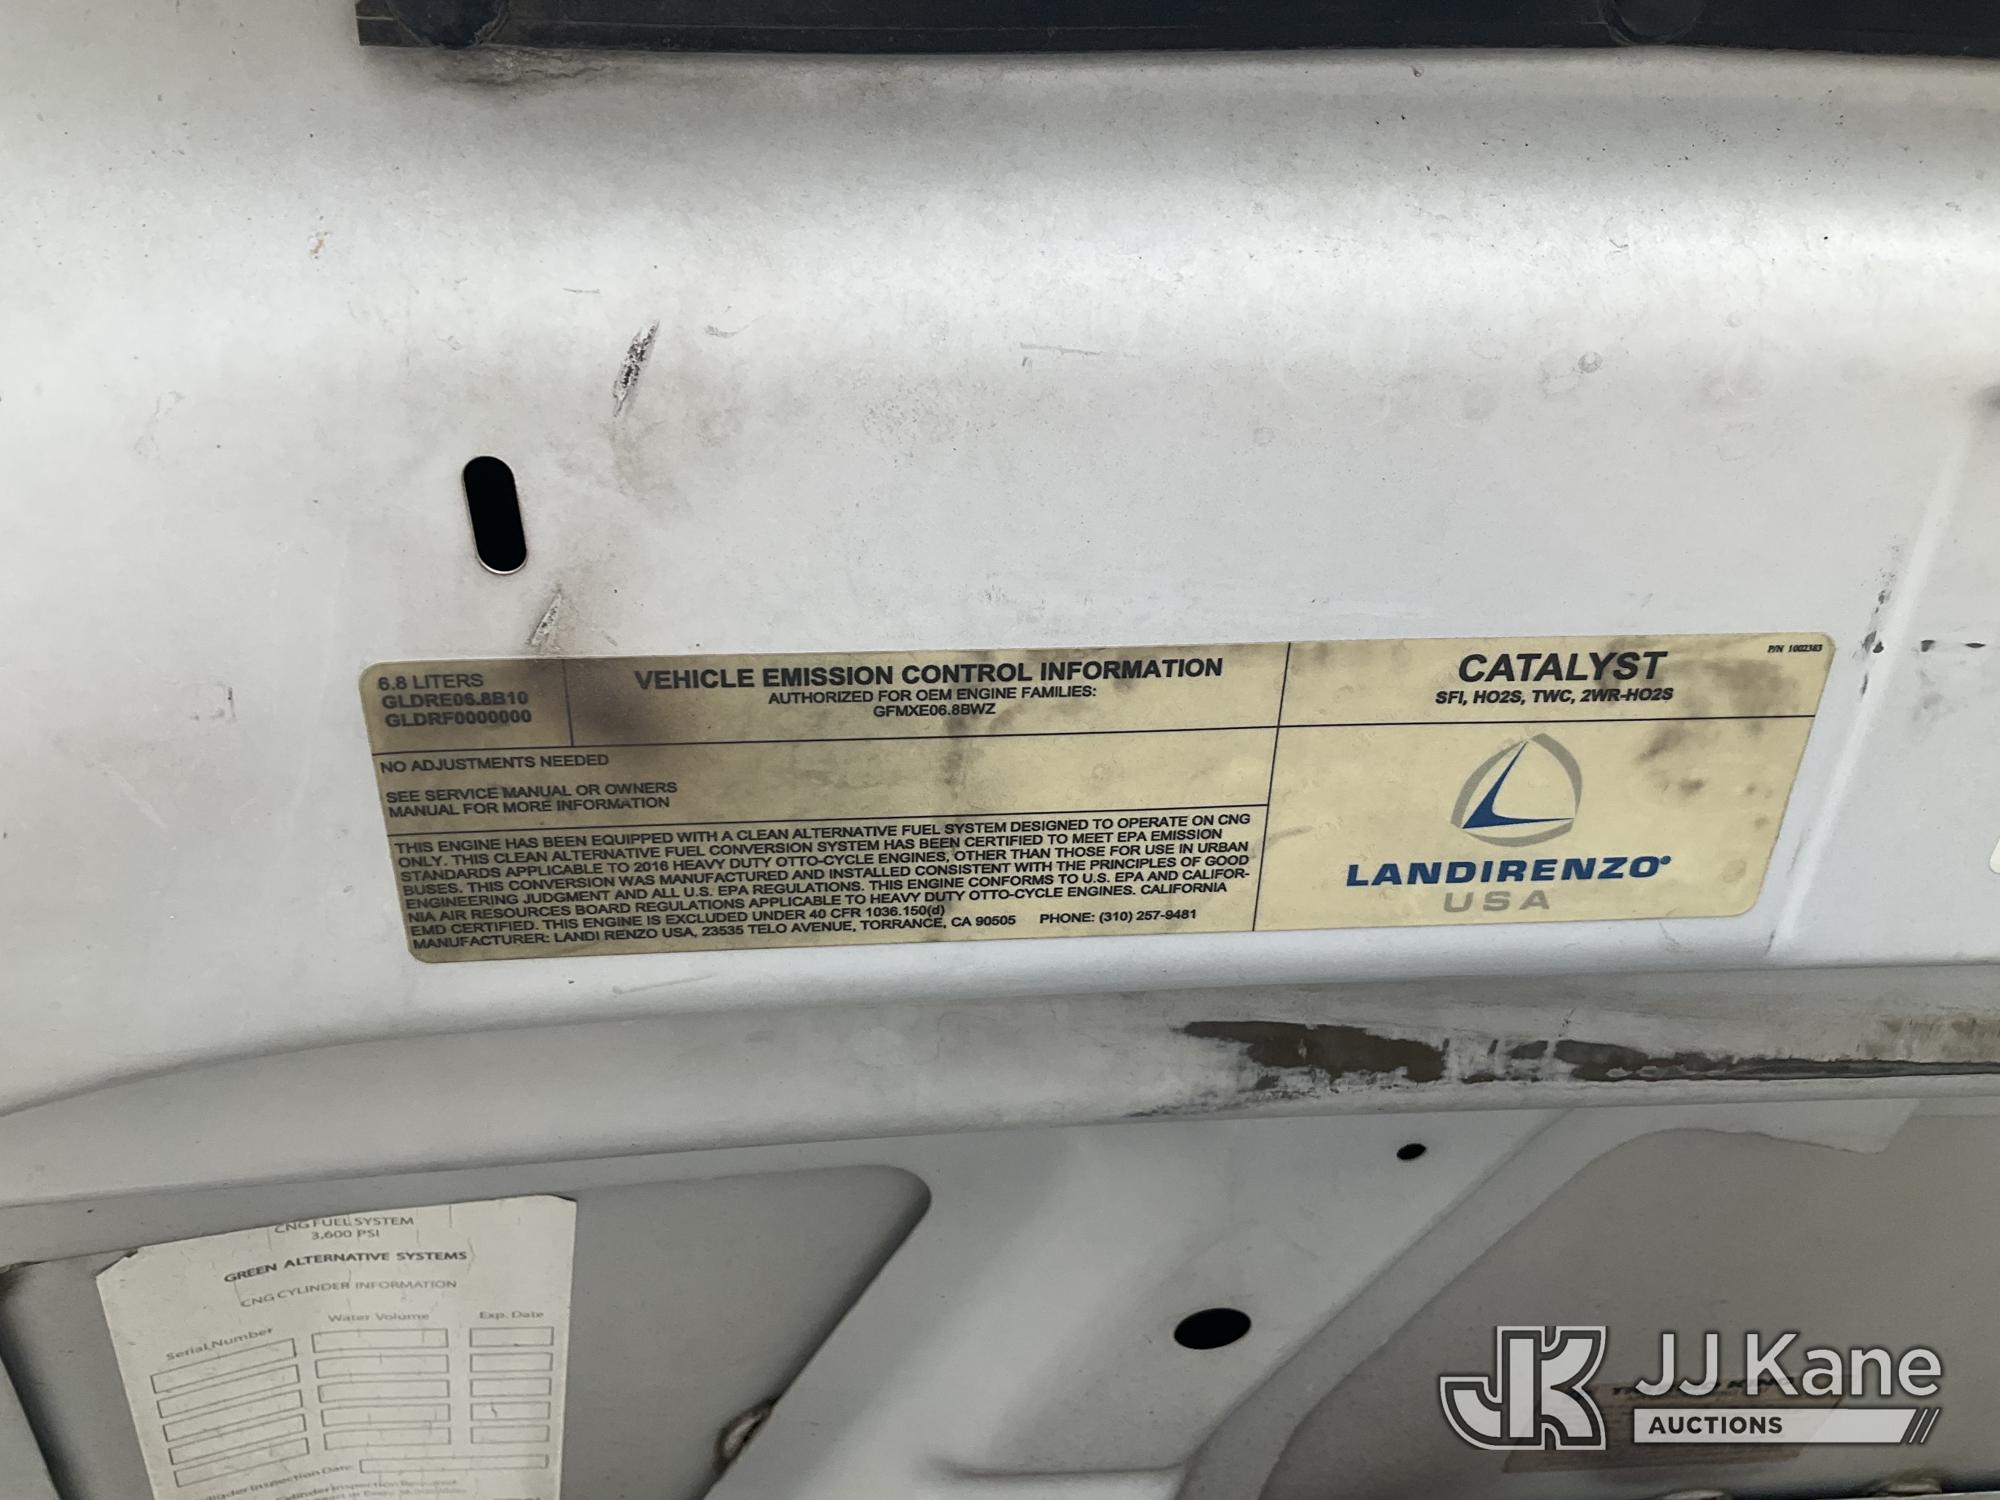 6.8 LITERS
GLDRE06.8B10
GLDRF0000000
VEHICLE EMISSION CONTROL INFORMATION
AUTHORIZED FOR OEM ENGINE FAMILIES:
GFMXE06.8BWZ
CATALYST
SFI, HO2S, TWC, 2WR-HO2S
P/N 1002383
NO ADJUSTMENTS NEEDED
SEE SERVICE MANUAL OR OWNERS
MANUAL FOR MORE INFORMATION
THIS ENGINE HAS BEEN EQUIPPED WITH A CLEAN ALTERNATIVE FUEL SYSTEM DESIGNED TO OPERATE ON CNG
ONLY. THIS CLEAN ALTERNATIVE FUEL CONVERSION SYSTEM HAS BEEN CERTIFIED TO MEET EPA EMISSION
STANDARDS APPLICABLE TO 2016 HEAVY DUTY OTTO-CYCLE ENGINES, OTHER THAN THOSE FOR USE IN URBAN
BUSES. THIS CONVERSION WAS MANUFACTURED AND INSTALLED CONSISTENT WITH THE PRINCIPLES OF GOOD
ENGINEERING JUDGMENT AND ALL U.S. EPA REGULATIONS. THIS ENGINE CONFORMS TO U.S. EPA AND CALIFOR-
NIA AIR RESOURCES BOARD REGULATIONS APPLICABLE TO HEAVY DUTY OTTO-CYCLE ENGINES. CALIFORNIA
EMD CERTIFIED. THIS ENGINE IS EXCLUDED UNDER 40 CFR 1036.150(d)
MANUFACTURER: LANDI RENZO USA, 23535 TELO AVENUE, TORRANCE, CA 90505 PHONE: (310) 257-9481
LANDIRENZO
USA
CNG FUEL SYSTEM
3,600 PSI
GREEN ALTERNATIVE SYSTEMS
CNG CYLINDER INFORMATION
Serial Number Water Volume Exp. Date
Inspection Date
JK JJ Kane
AUCTIONS